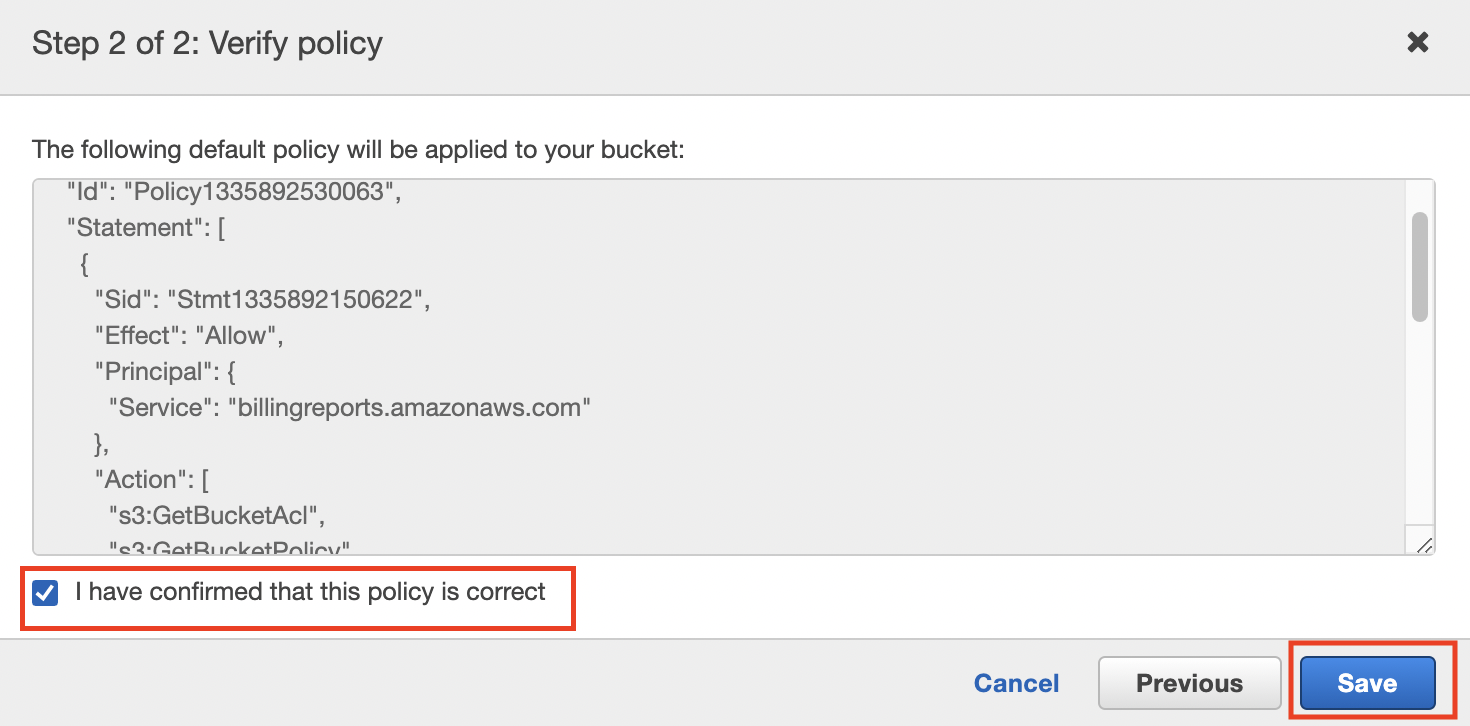 Step 2 of 2: Verify policy
The following default policy will be applied to your bucket:
"Id": "Policy1335892530063",
"Statement": [
{
"Sid": "Stmt1335892150622",
"Effect": "Allow",
"Principal": {
"Service": "billingreports.amazonaws.com"
},
"Action": [
"s3:GetBucketAcl",
"s3:GetBucketPolicy"
I have confirmed that this policy is correct
Cancel
Previous
Save